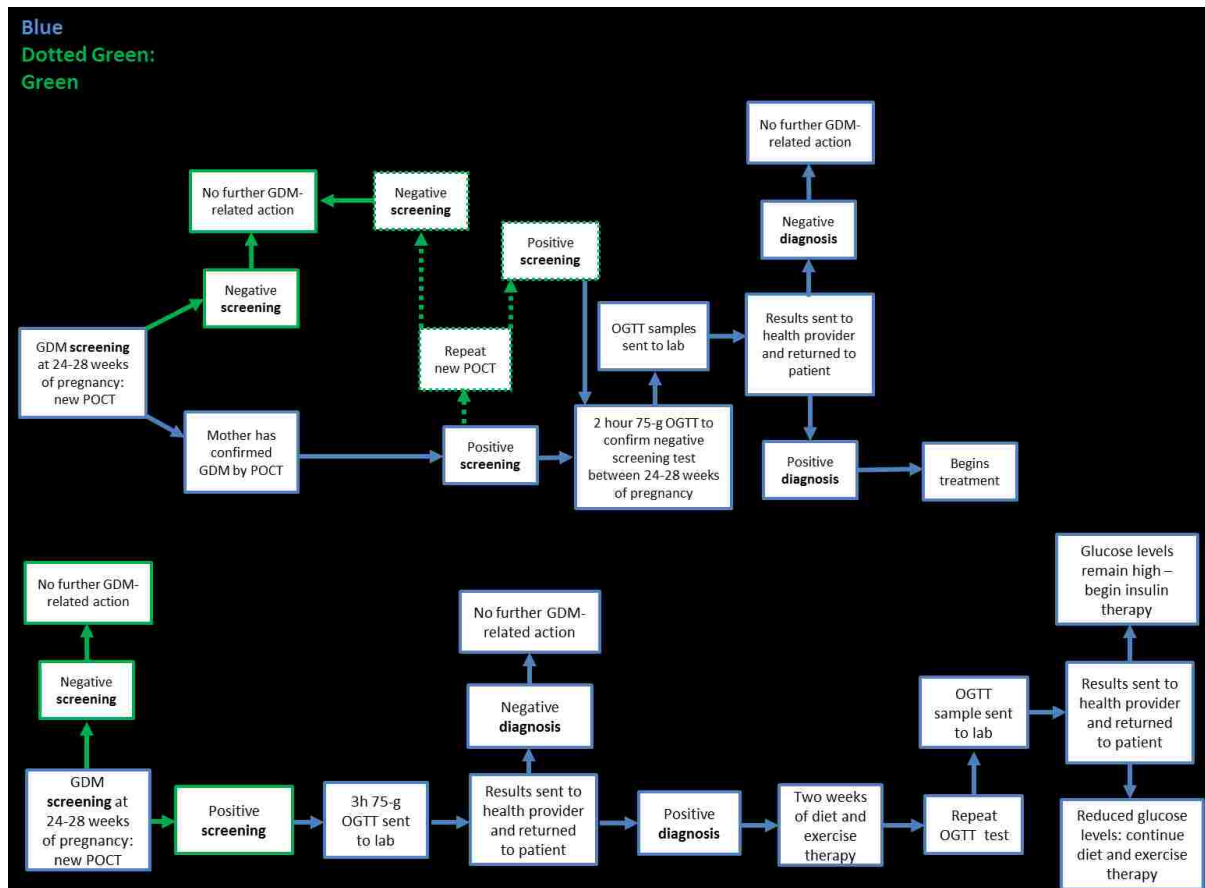 Blue
Dotted Green:
Green
No further GDM-
related action
No further GDM-
related action
Negative
screening
Positive
screening
Negative
diagnosis
Negative
screening
OGTT samples
sent to lab
Results sent to
health provider
and returned to
patient
GDM screening
at 24-28 weeks
of pregnancy:
new POCT
Repeat
new POCT
Mother has
confirmed
GDM by POCT
Positive
screening
2 hour 75-g OGTT to
confirm negative
screening test
between 24-28 weeks
of pregnancy
Positive
diagnosis
Begins
treatment
No further GDM-
related action
Negative
screening
GDM
screening at
24-28 weeks
of pregnancy:
new POCT
Positive
screening
3h 75-g
OGTT sent
to lab
No further GDM-
related action
Negative
diagnosis
Results sent to
health provider
and returned
to patient
Positive
diagnosis
Two weeks
of diet and
exercise
therapy
Repeat
OGTT test
OGTT
sample sent
to lab
Glucose levels
remain high –
begin insulin
therapy
Results sent to
health provider
and returned
to patient
Reduced glucose
levels: continue
diet and exercise
therapy